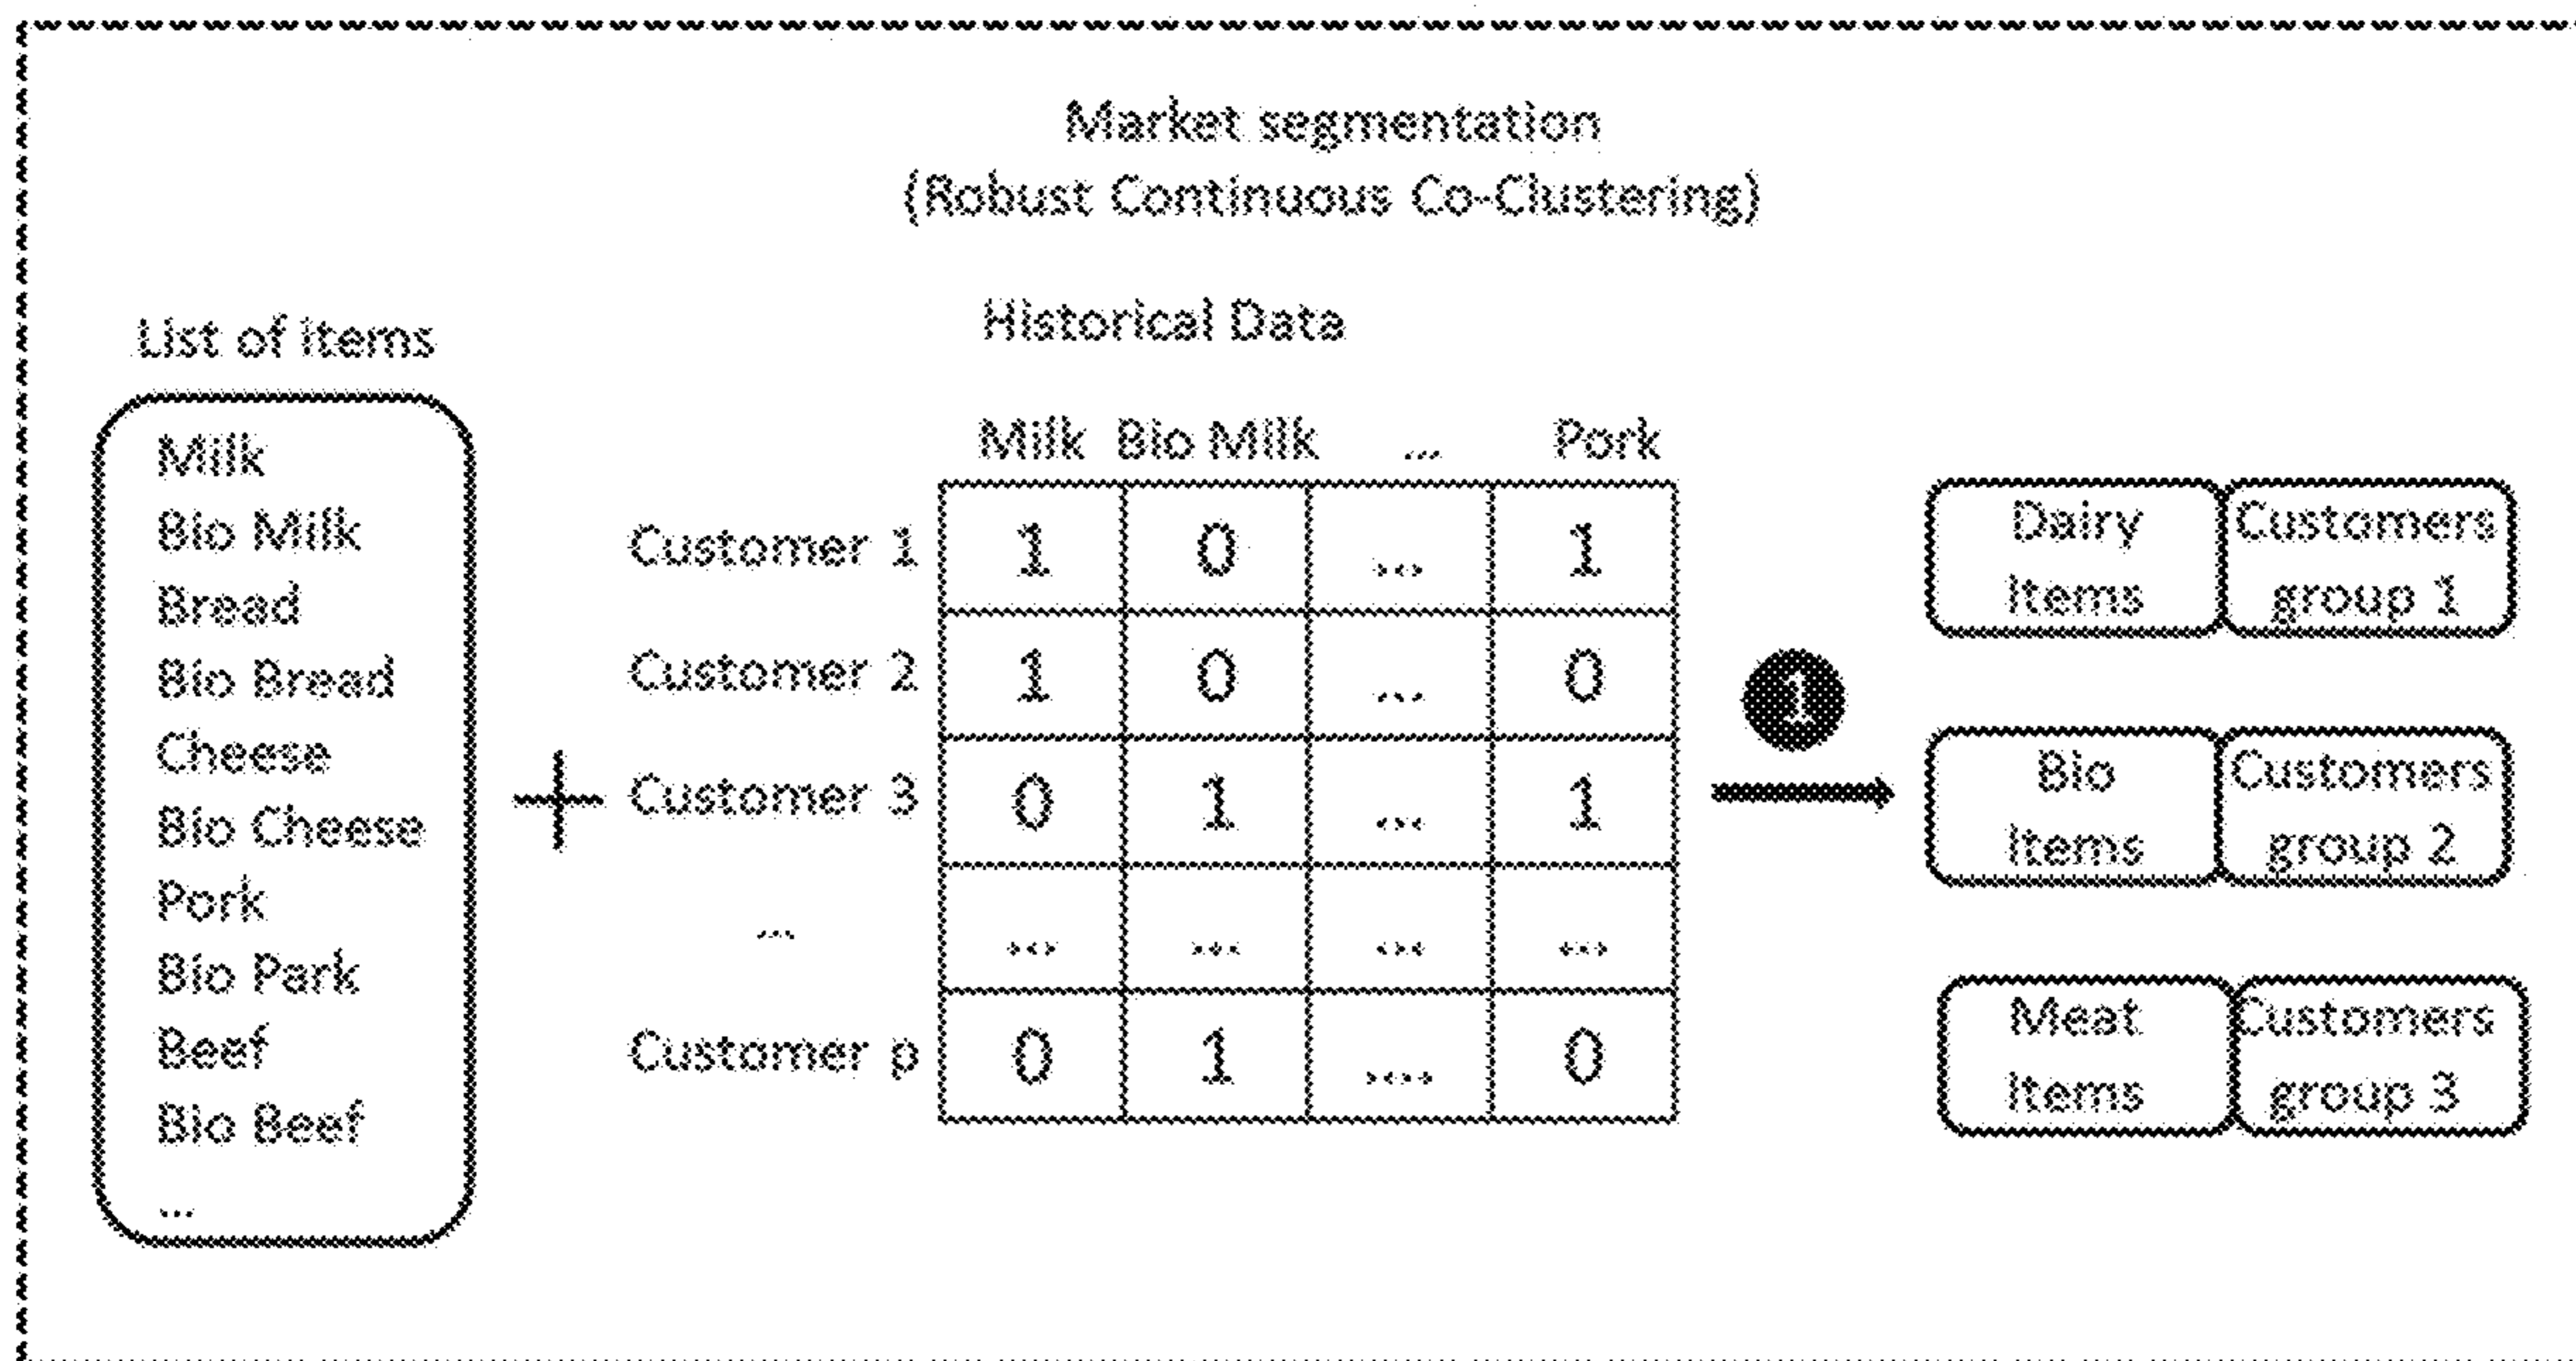 Market segmentation
(Robust Continuous Co-Clustering)
List of items
Milk
Bio Milk
Bread
Bio Bread
Cheese
Bio Cheese
Pork
Bio Park
Beef
Bio Beef
...
+
Historical Data
Milk Bio Milk ... Pork
Customer 1 1 0 ... 1
Customer 2 1 0 ... 0
Customer 3 0 1 ... 1
... ... ... ... ...
Customer p 0 1 .... 0
1
Dairy
Items
Customers
group 1
Bio
Items
Customers
group 2
Meat
Items
Customers
group 3